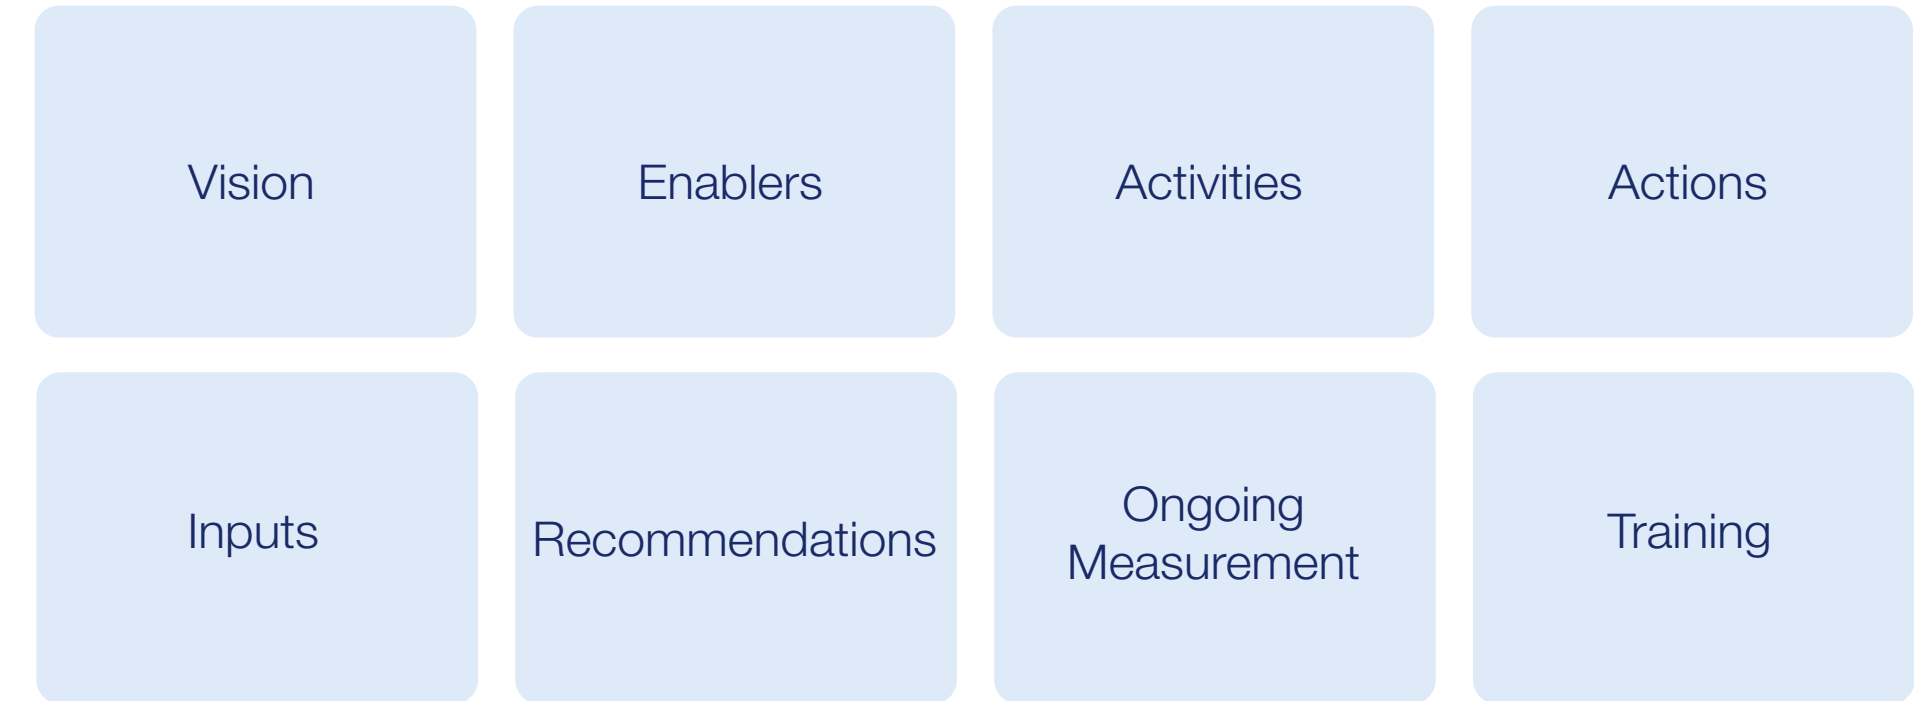 Vision
Enablers
Activities
Actions
Inputs
Recommendations
Ongoing
Measurement
Training